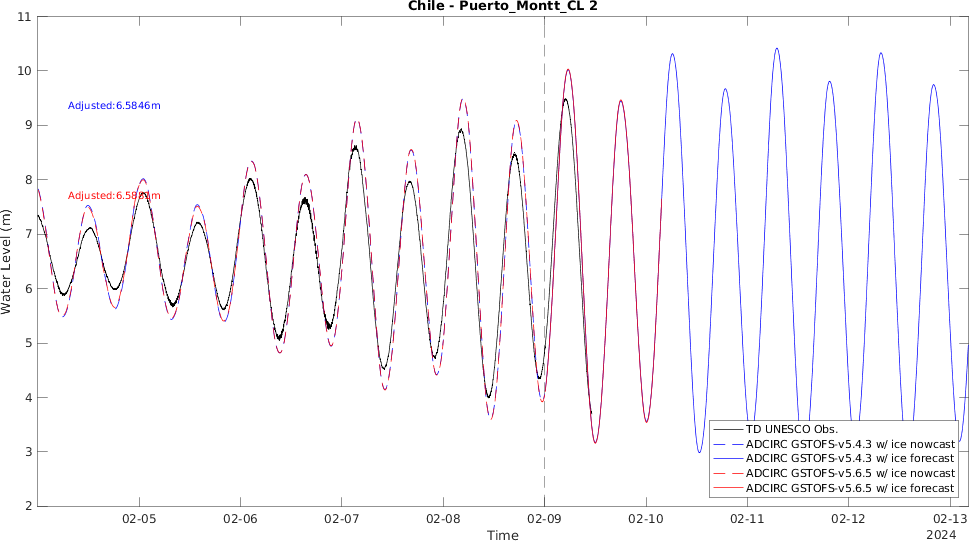 Chile - Puerto_Montt_CL 2
11
10
9
8
7
6
5
4
3
2
Water Level (m)
Adjusted:6.5846m
TD UNESCO Obs.
ADCIRC GSTOFS-v5.4.3 w/ ice nowcast
ADCIRC GSTOFS-v5.4.3 w/ ice forecast
ADCIRC GSTOFS-v5.6.5 w/ ice nowcast
ADCIRC GSTOFS-v5.6.5 w/ ice forecast
02-05 02-06 02-07 02-08 02-09 02-10 02-11 02-12 02-13
Time 2024